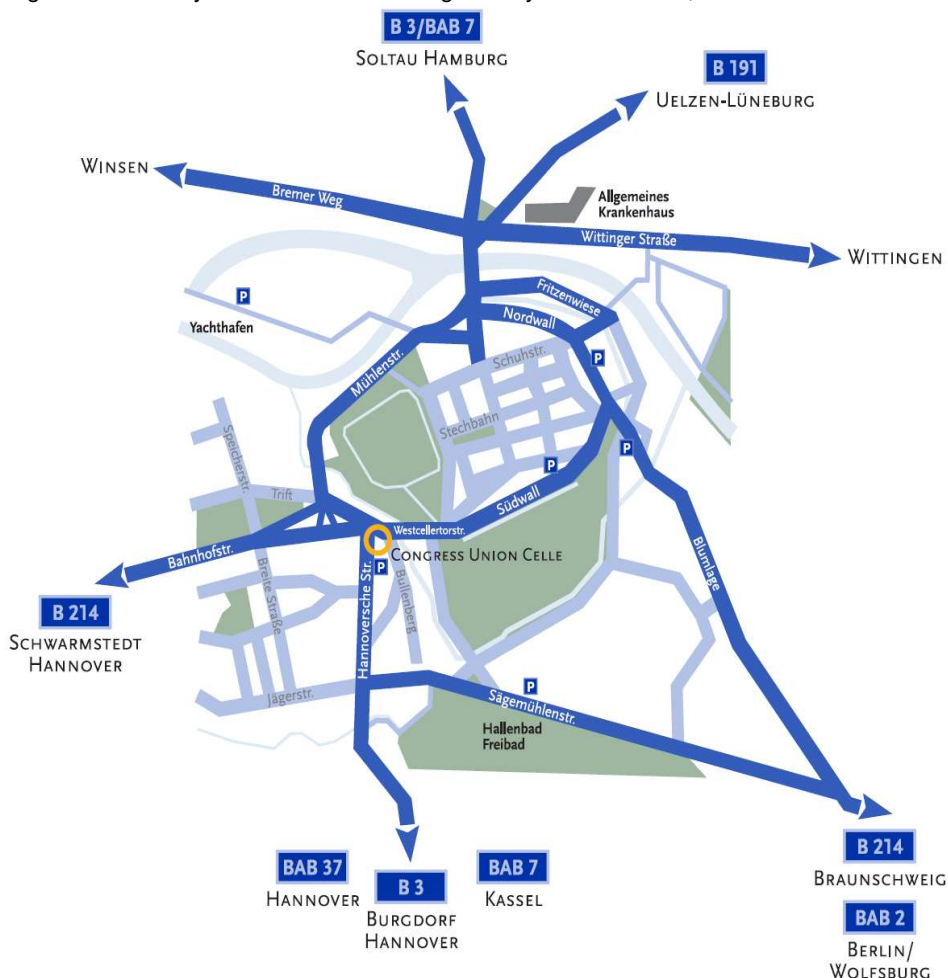 B 3/BAB 7
SOLTAU HAMBURG
B 191
UELZEN-LÜNEBURG
WINSEN
Bremer Weg
Allgemeines
Krankenhaus
Wittinger Straße
WITTINGEN
P
Yachthafen
Fritzenwiese
Nordwall
P
Schuhstr.
Mühlenstr.
Stechbahn
Speicherstr.
P
P
Trift
Südwall
Westcellertorstr.
CONGRESS UNION CELLE
P
Bahnhofstr.
Blumlage
Breite Straße
Hannoversche Str.
Bullenberg
B 214
SCHWARMSTEDT
HANNOVER
Jägerstr.
P
Sägemühlenstr.
Hallenbad
Freibad
BAB 37
HANNOVER
B 3
BURGDORF
HANNOVER
BAB 7
KASSEL
B 214
BRAUNSCHWEIG
BAB 2
BERLIN/
WOLFSBURG